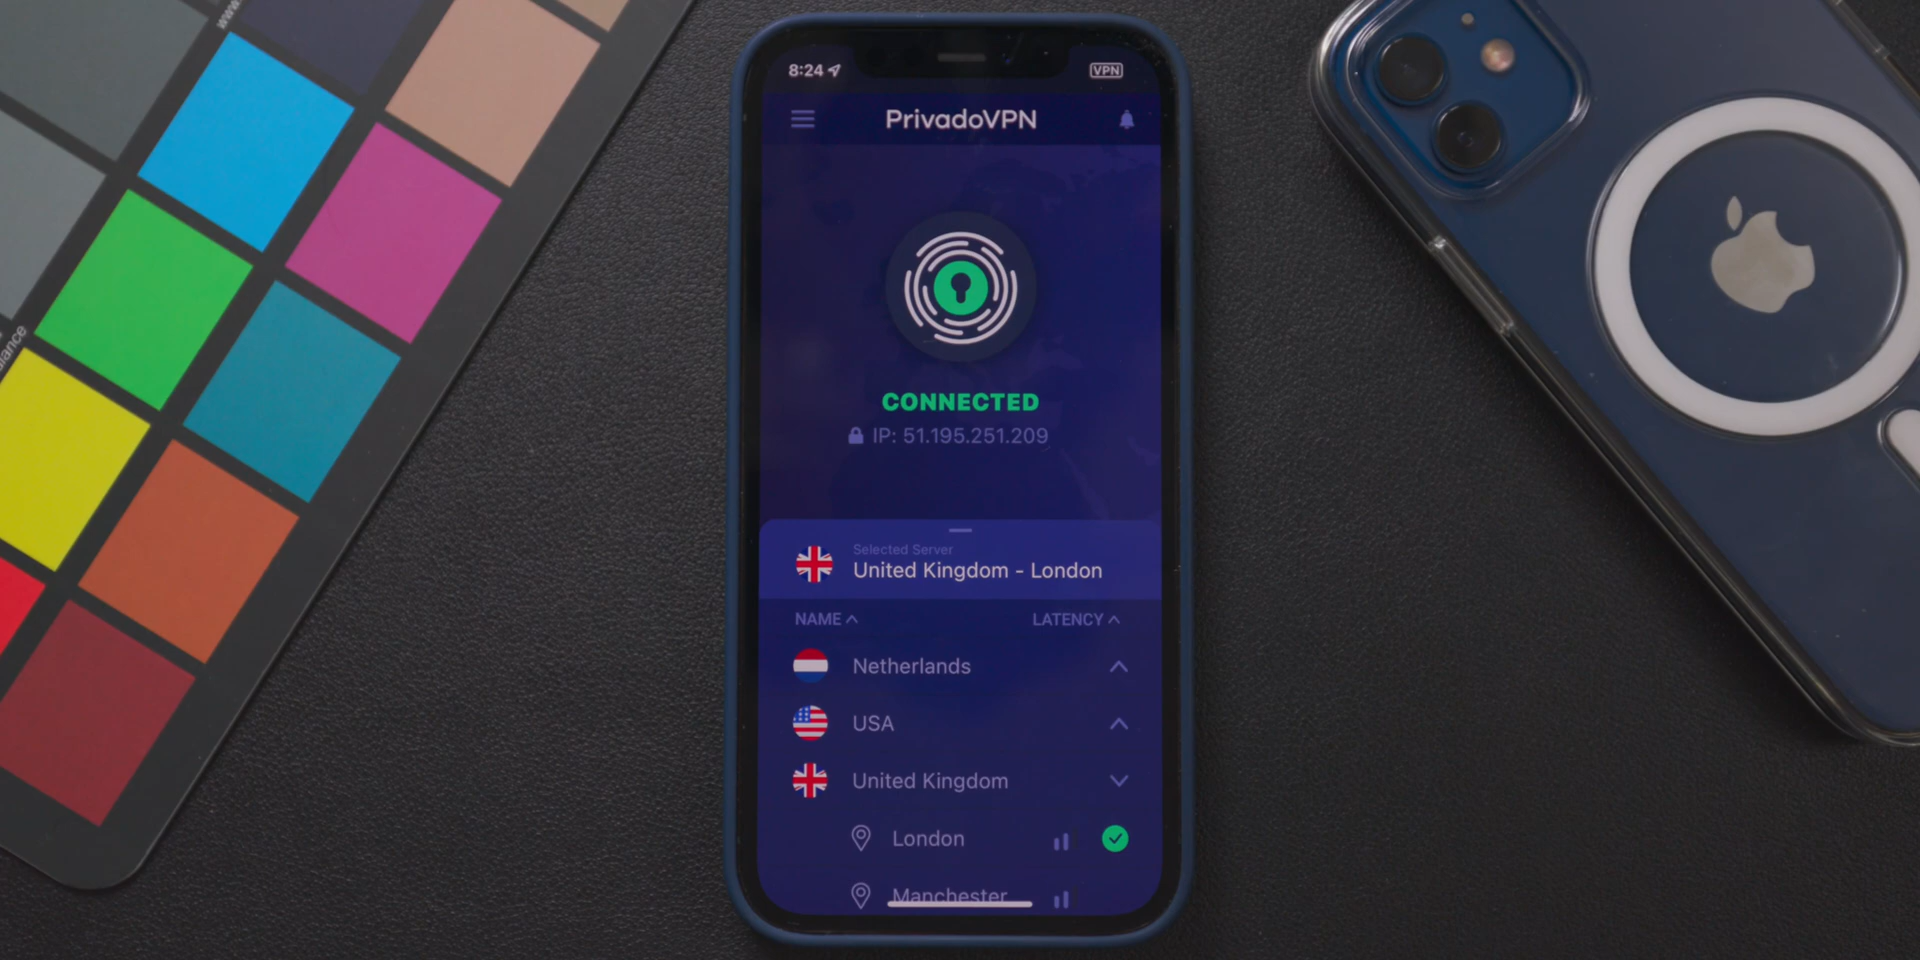 www.
8:24
VPN
PrivadoVPN
CONNECTED
IP: 51.195.251.209
Selected Server
United Kingdom - London
NAME
LATENCY
Netherlands
USA
United Kingdom
London
Manchester